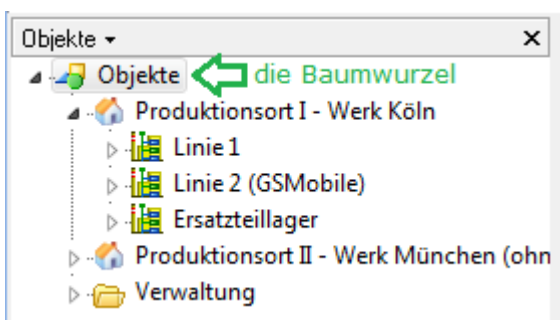 Objekte
Objekte die Baumwurzel
Produktionsort I - Werk Köln
Linie 1
Linie 2 (GSMobile)
Ersatzteillager
Produktionsort II - Werk München (ohn
Verwaltung